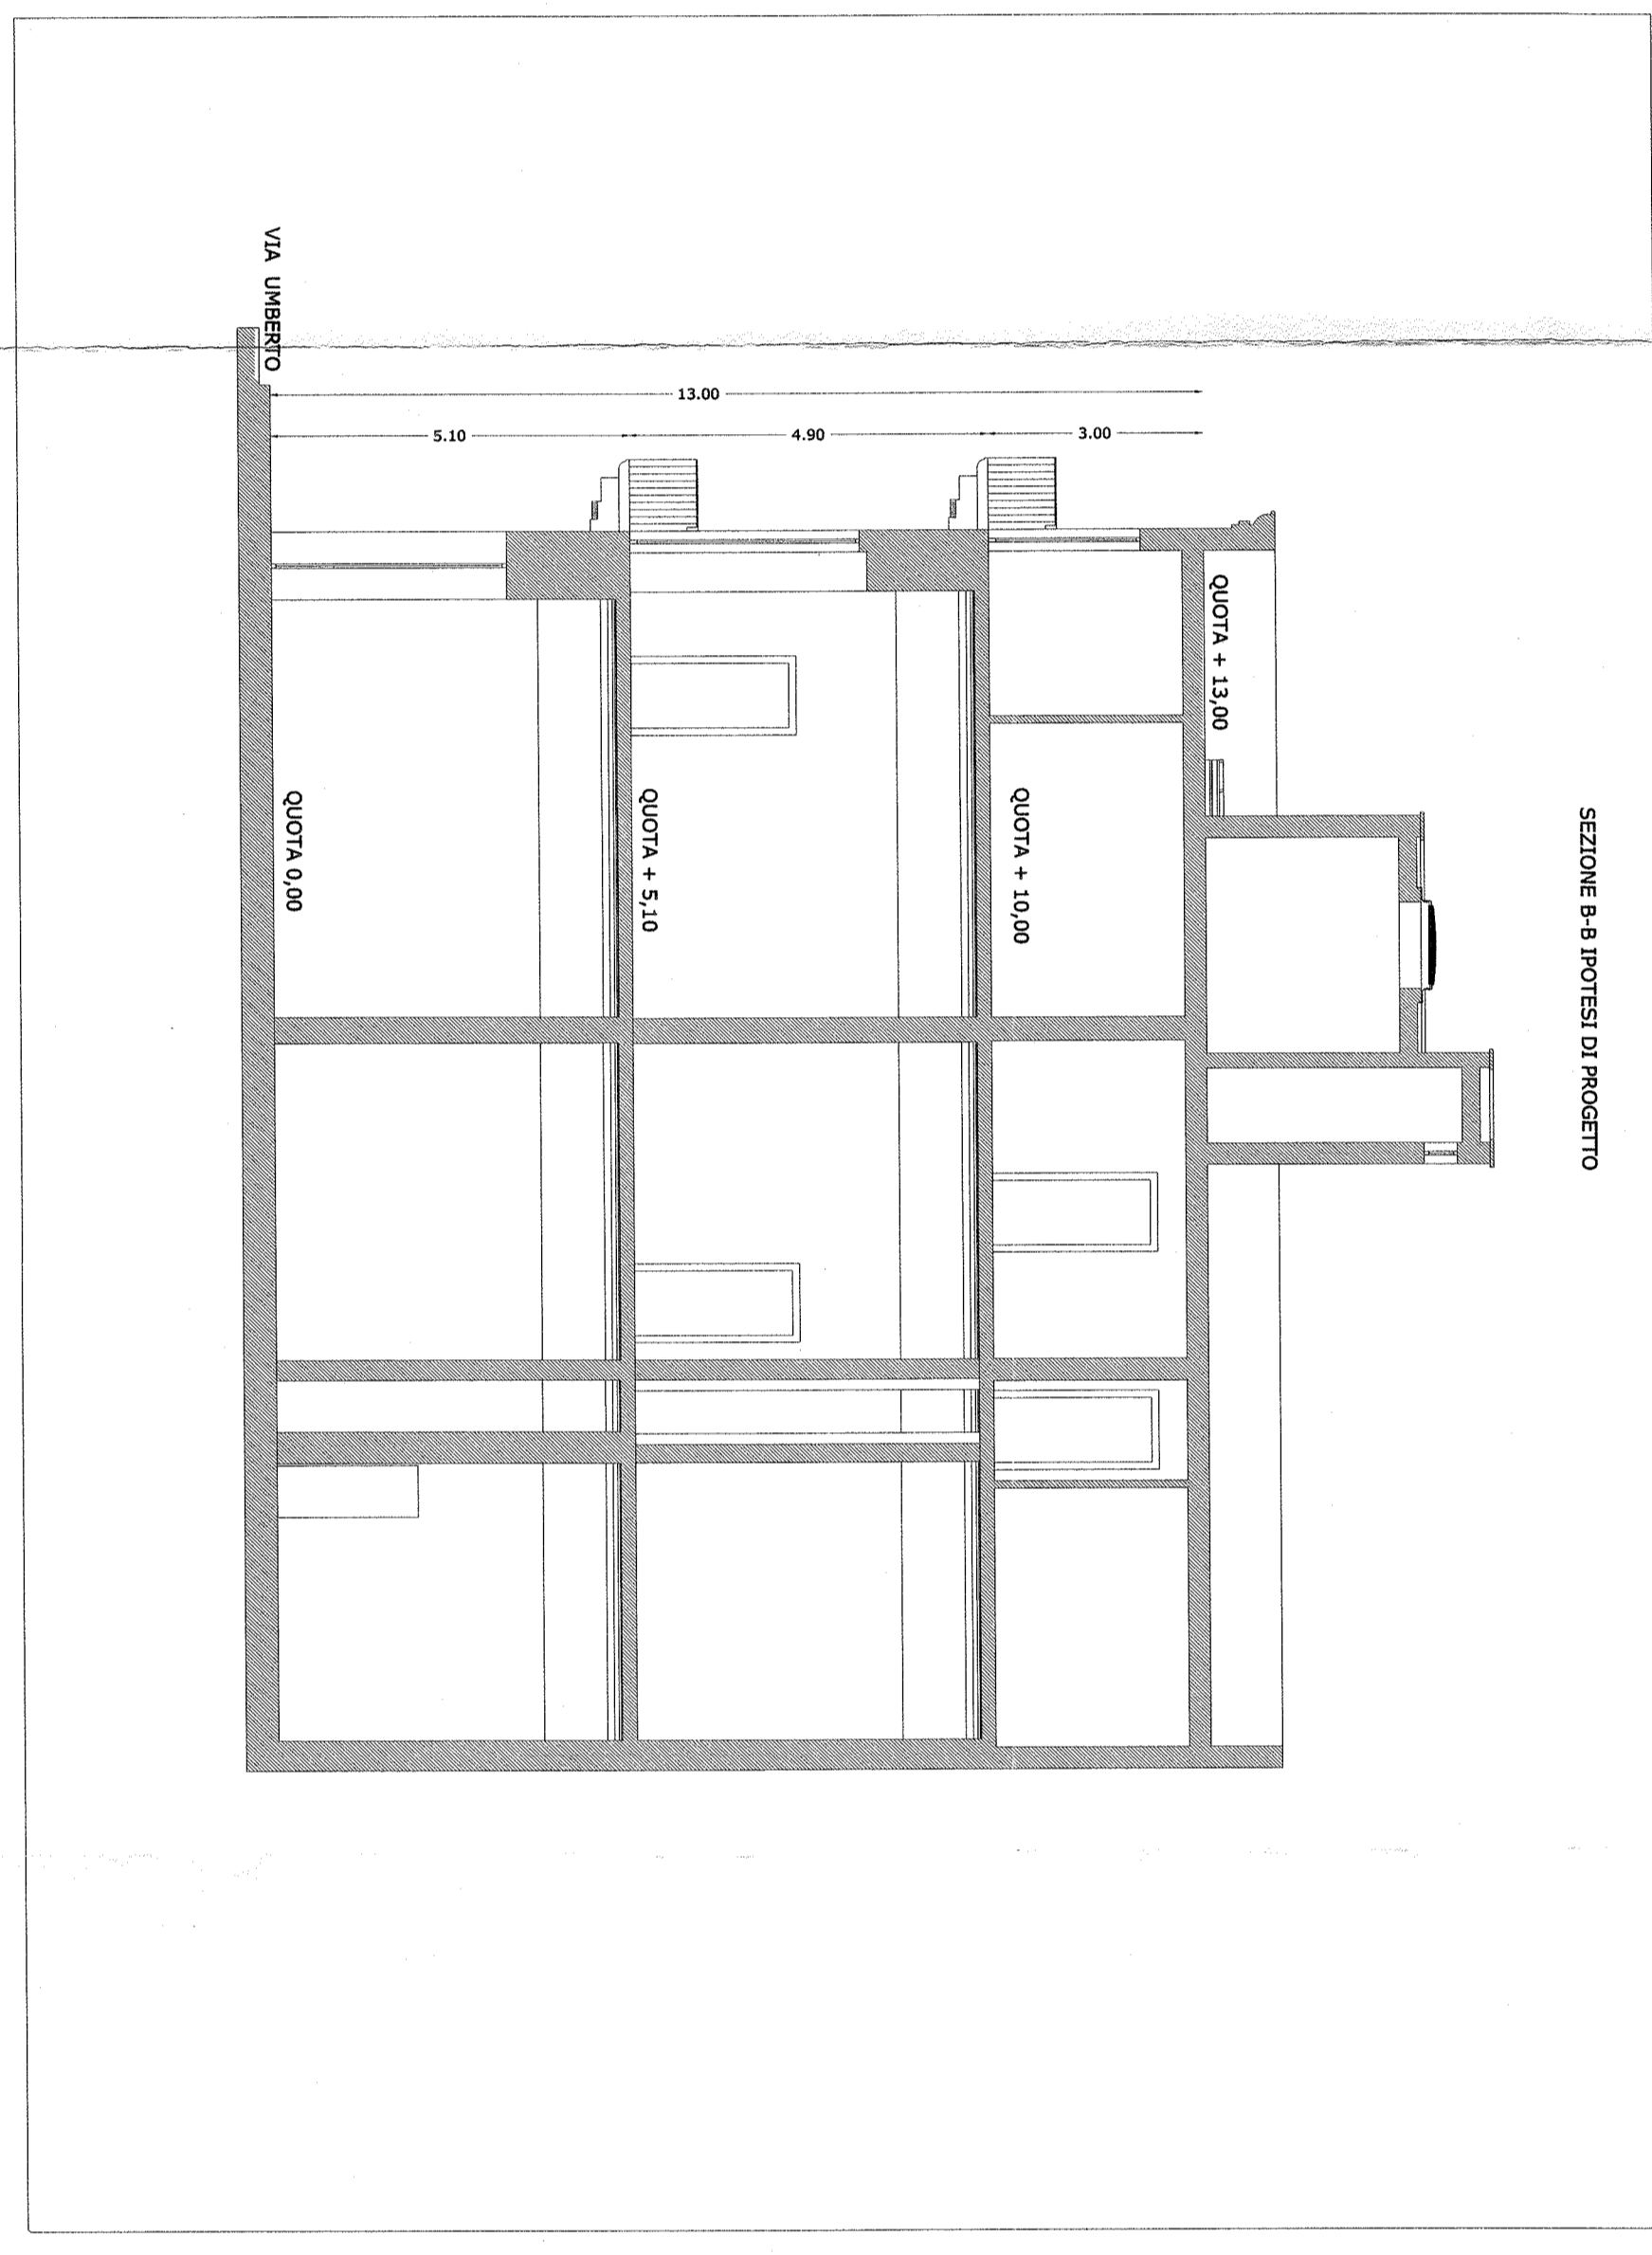 SEZIONE B-B IPOTESI DI PROGETTO
QUOTA + 13,00
QUOTA + 10,00
QUOTA + 5,10
QUOTA 0,00
VIA UMBERTO
13.00
3.00
4.90
5.10